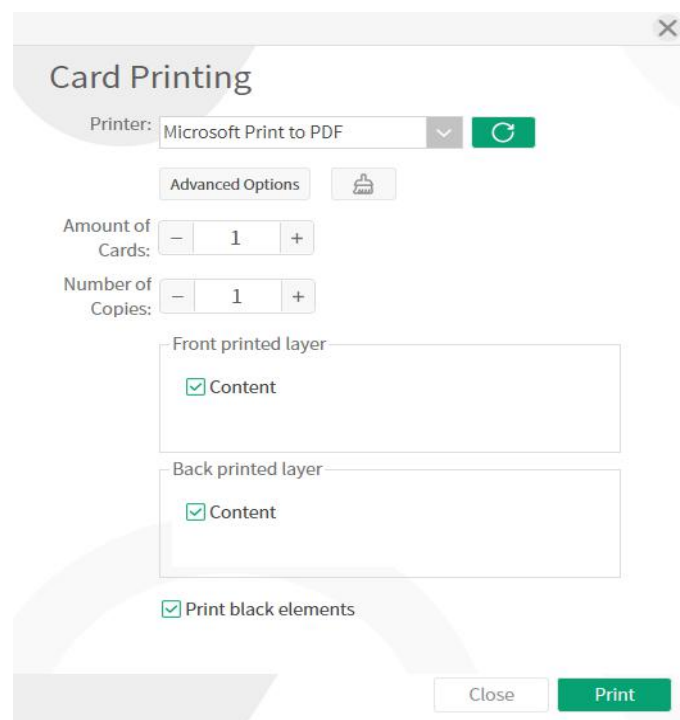 Card Printing
Printer: Microsoft Print to PDF
Advanced Options
Amount of
Cards: − 1 +
Number of
Copies: − 1 +
Front printed layer
Content
Back printed layer
Content
Print black elements
Close Print